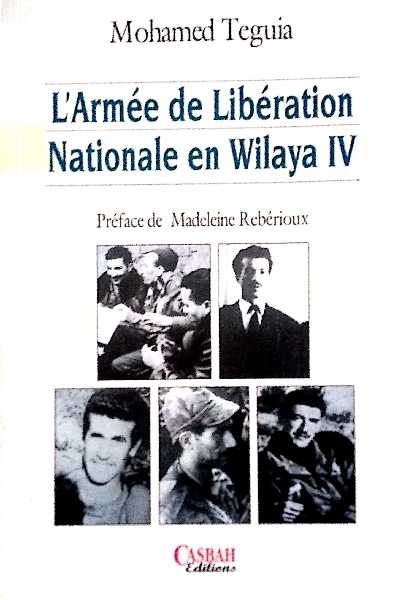 Mohamed Teguia
L'Armée de Libération
Nationale en Wilaya IV
Préface de Madeleine Rebérioux
CASBAH
Editions